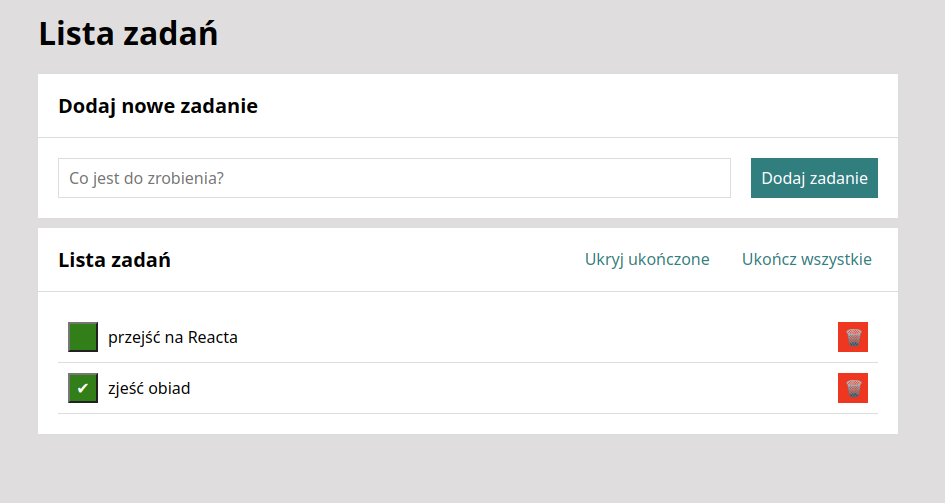 Lista zadań
Dodaj nowe zadanie
Co jest do zrobienia?
Dodaj zadanie
Lista zadań
Ukryj ukończone
Ukończ wszystkie
przejść na Reacta
✔ zjeść obiad